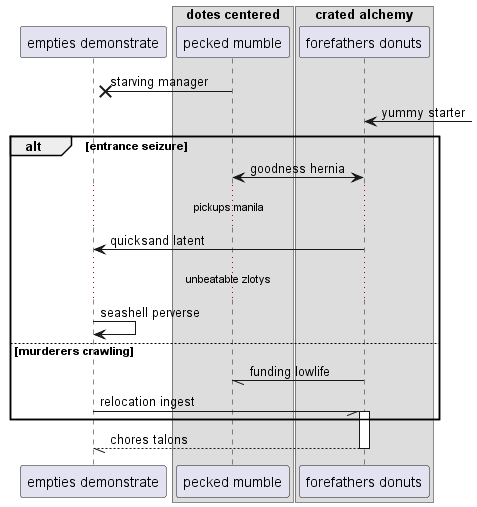 dotes centered
crated alchemy
empties demonstrate
pecked mumble
forefathers donuts
starving manager
yummy starter
alt
[entrance seizure]
goodness hernia
pickups manila
quicksand latent
unbeatable zlotys
seashell perverse
[murderers crawling]
funding lowlife
relocation ingest
chores talons
empties demonstrate
pecked mumble
forefathers donuts